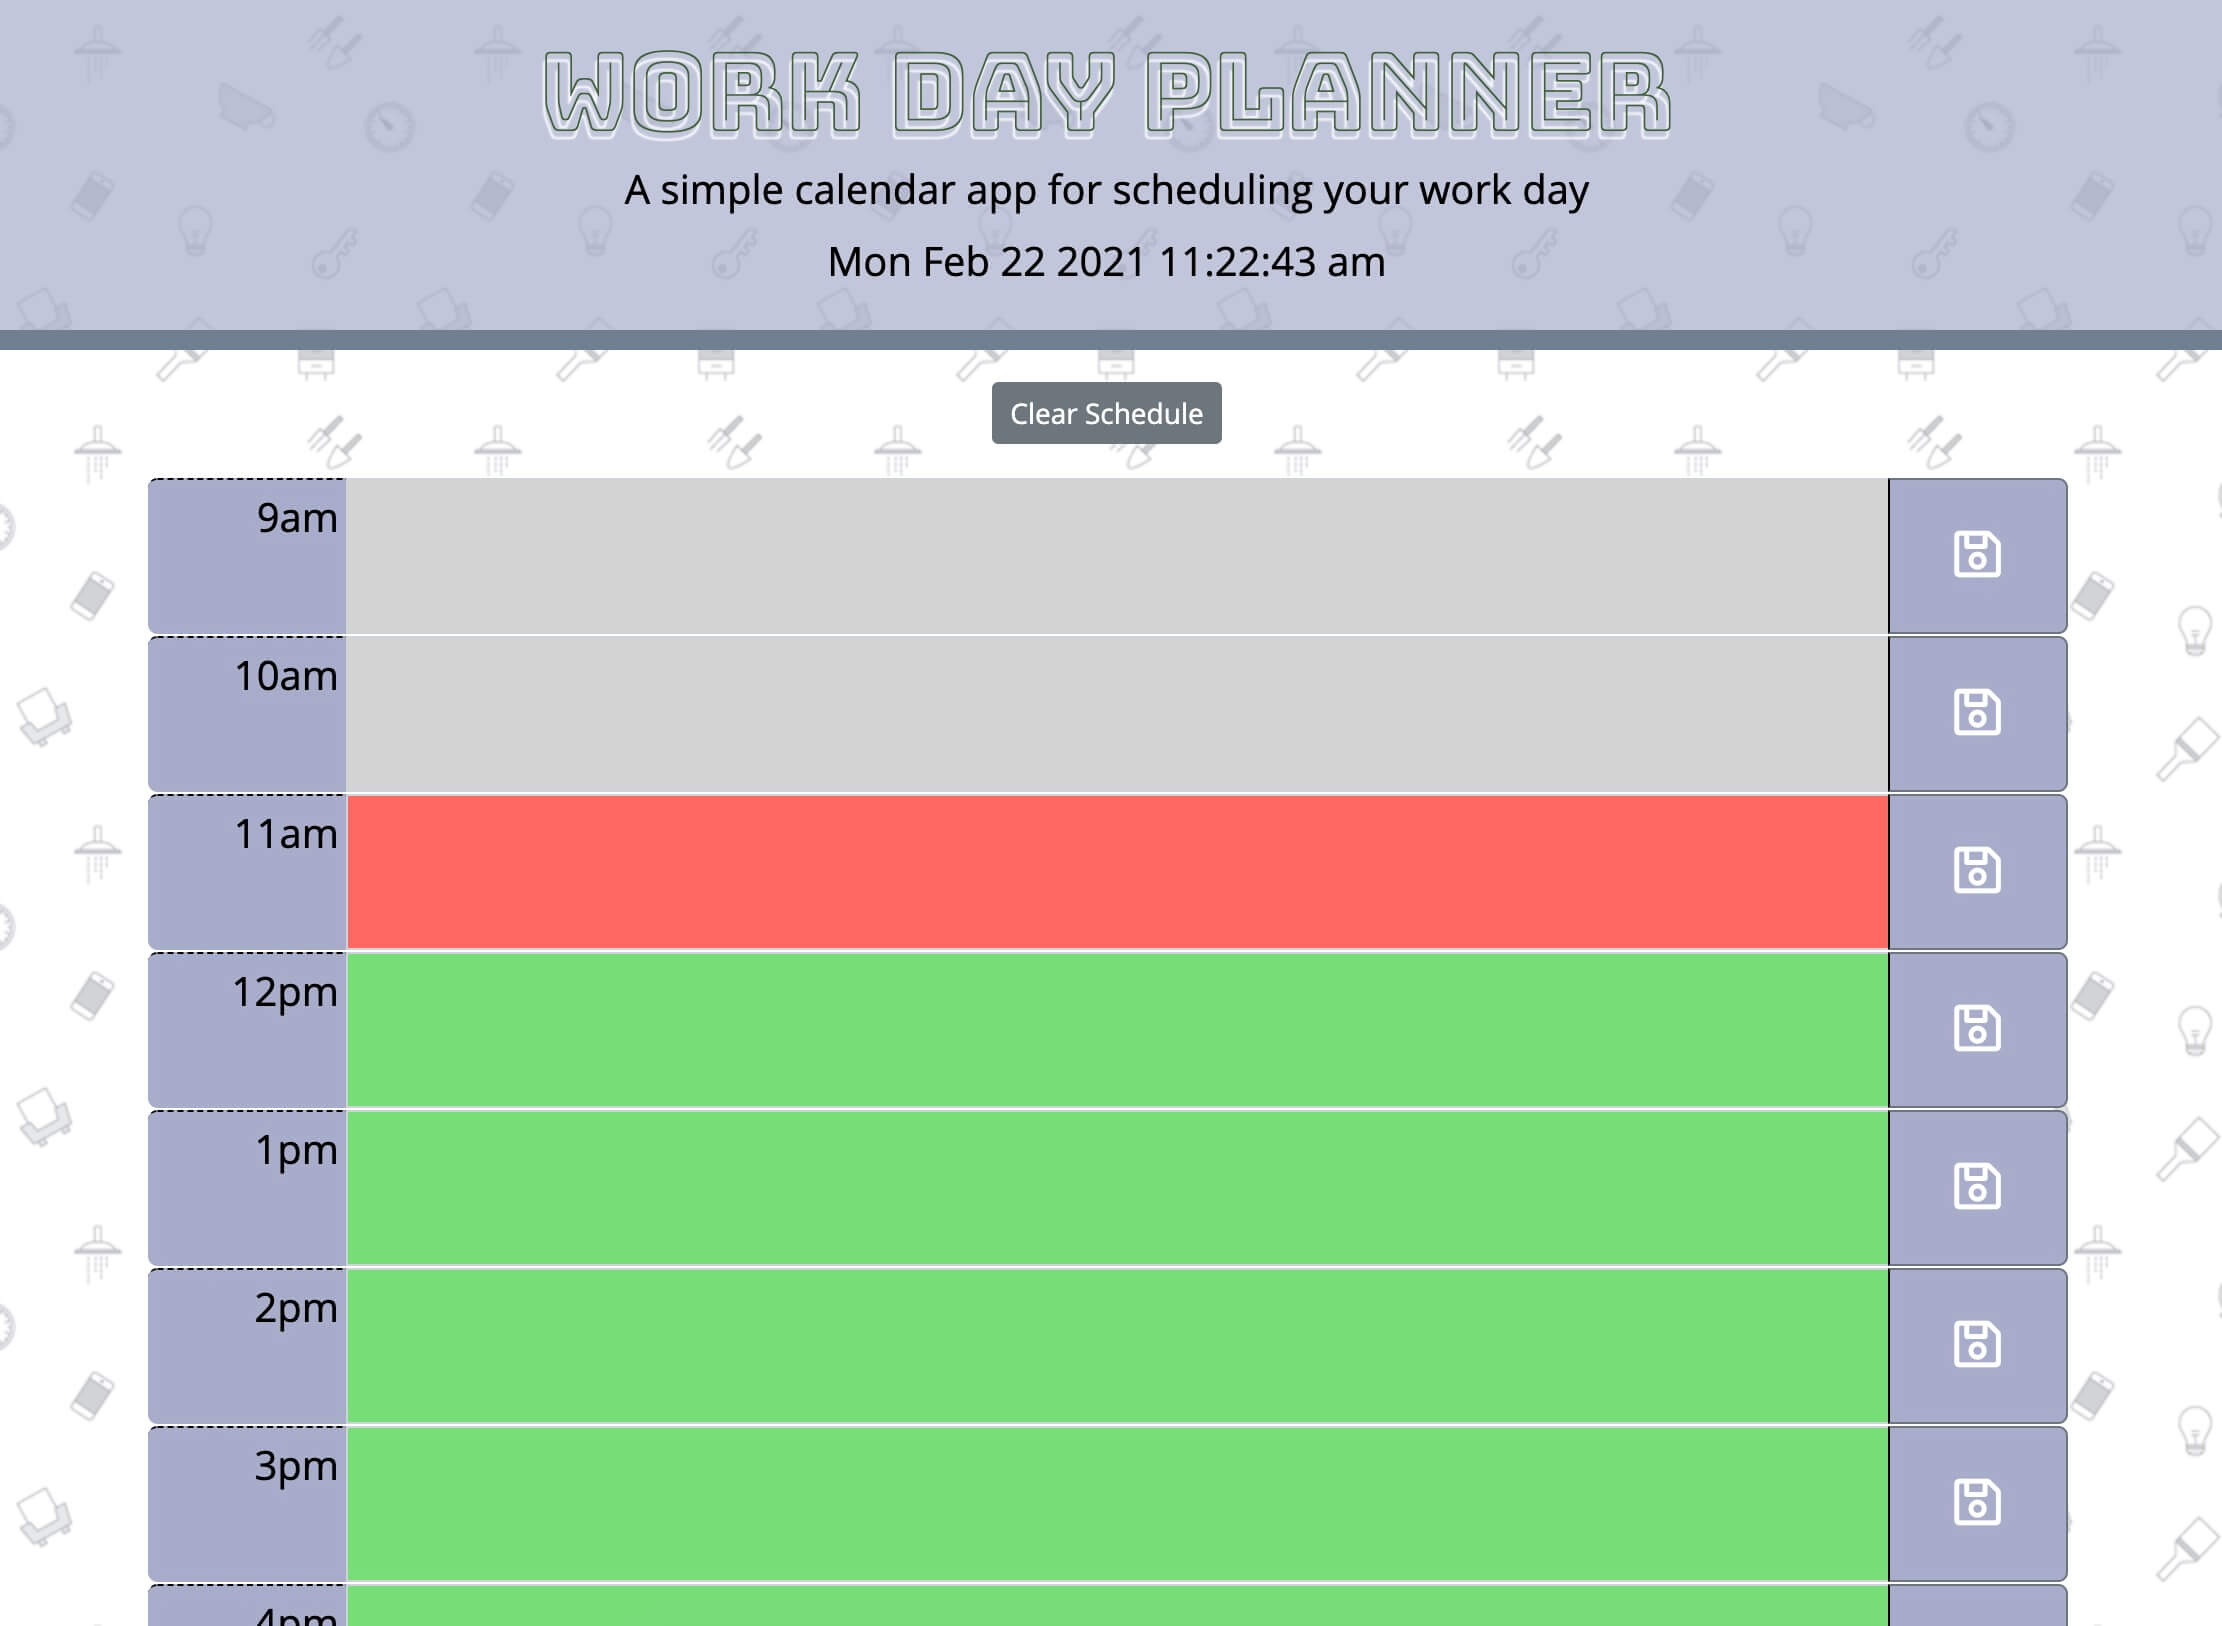 WORK DAY PLANNER
A simple calendar app for scheduling your work day
Mon Feb 22 2021 11:22:43 am
Clear Schedule
9am
10am
11am
12pm
1pm
2pm
3pm
4pm